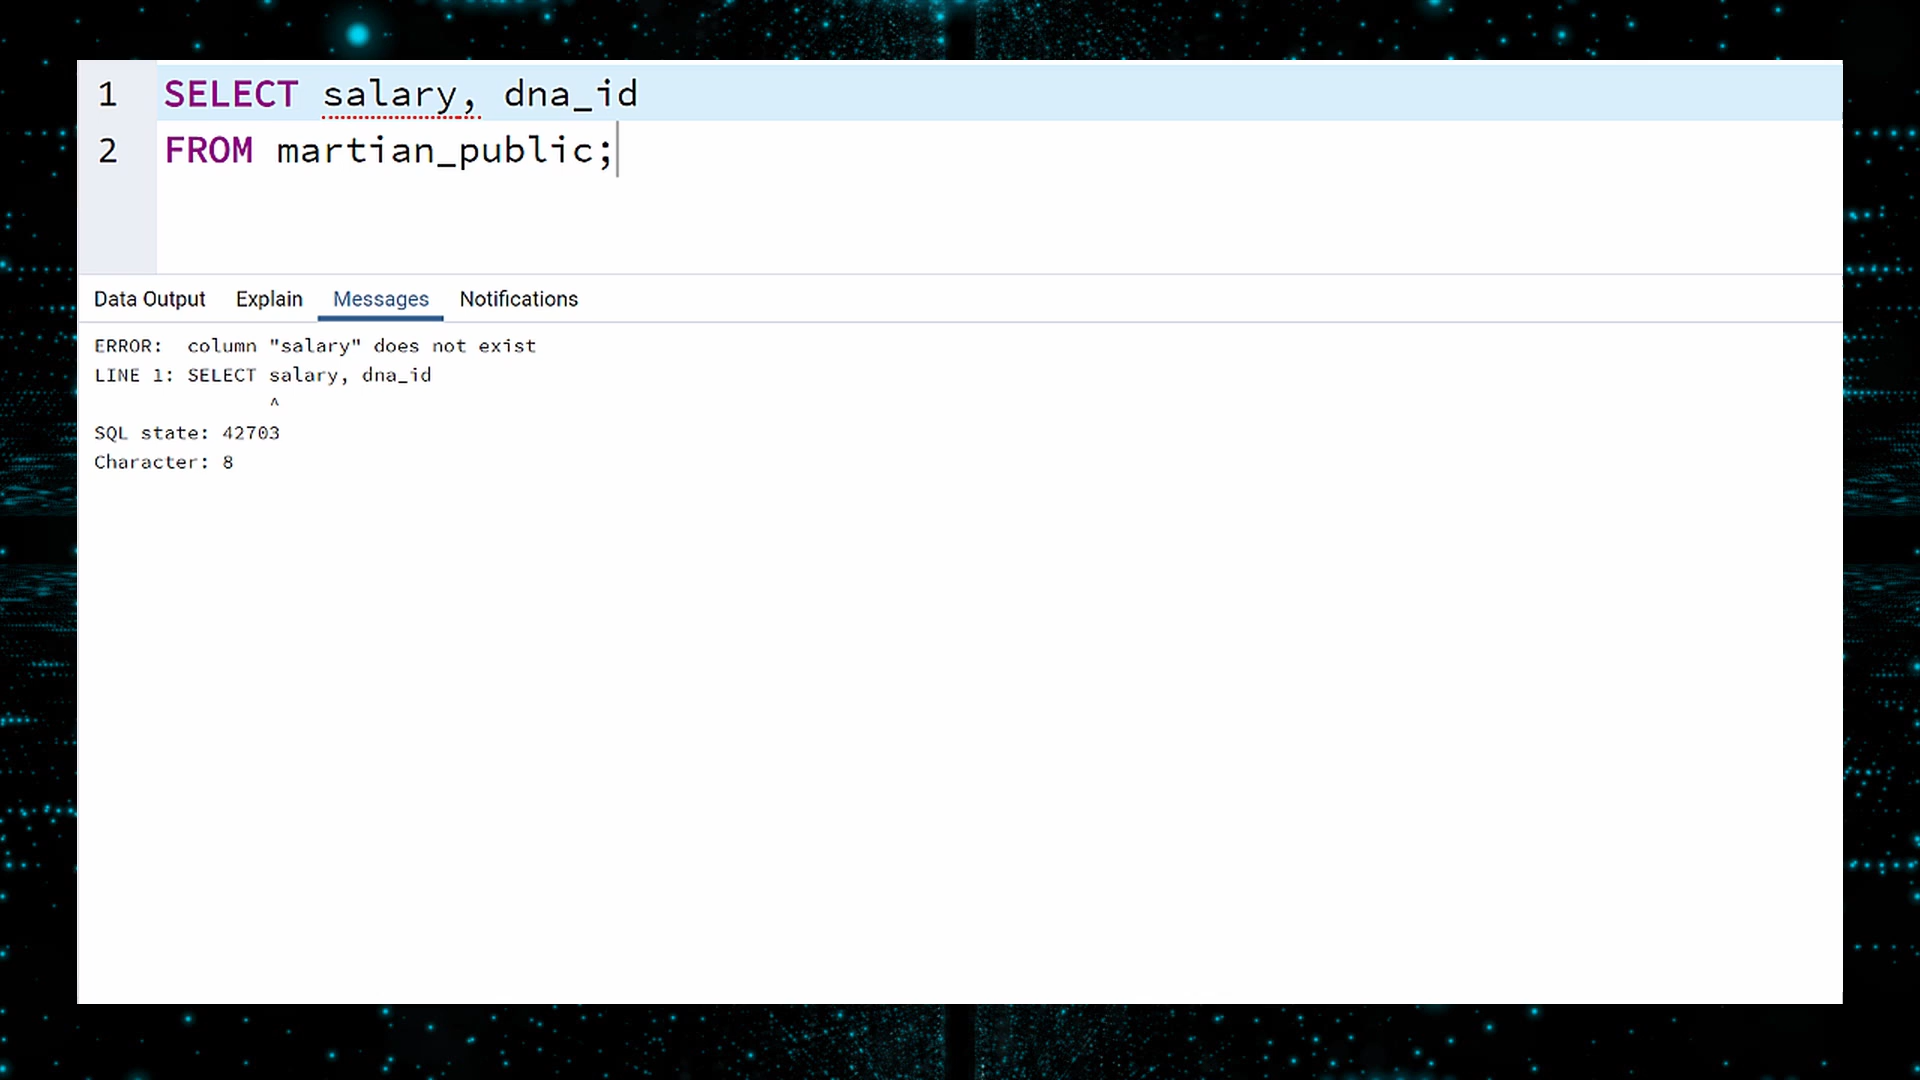 1 SELECT salary, dna_id
2 FROM martian_public;
Data Output Explain Messages Notifications
ERROR:  column "salary" does not exist
LINE 1: SELECT salary, dna_id
^
SQL state: 42703
Character: 8